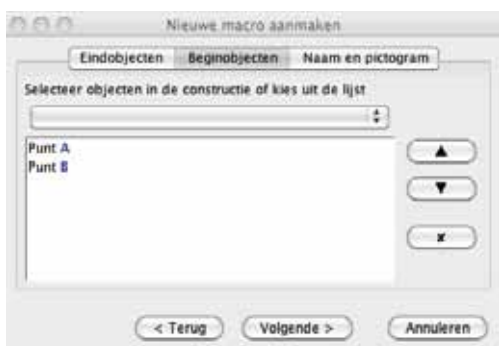 Nieuwe macro aanmaken
Eindobjecten Beginobjecten Naam en pictogram
Selecteer objecten in de constructie of kies uit de lijst
Punt A
Punt B
< Terug Volgende > Annuleren